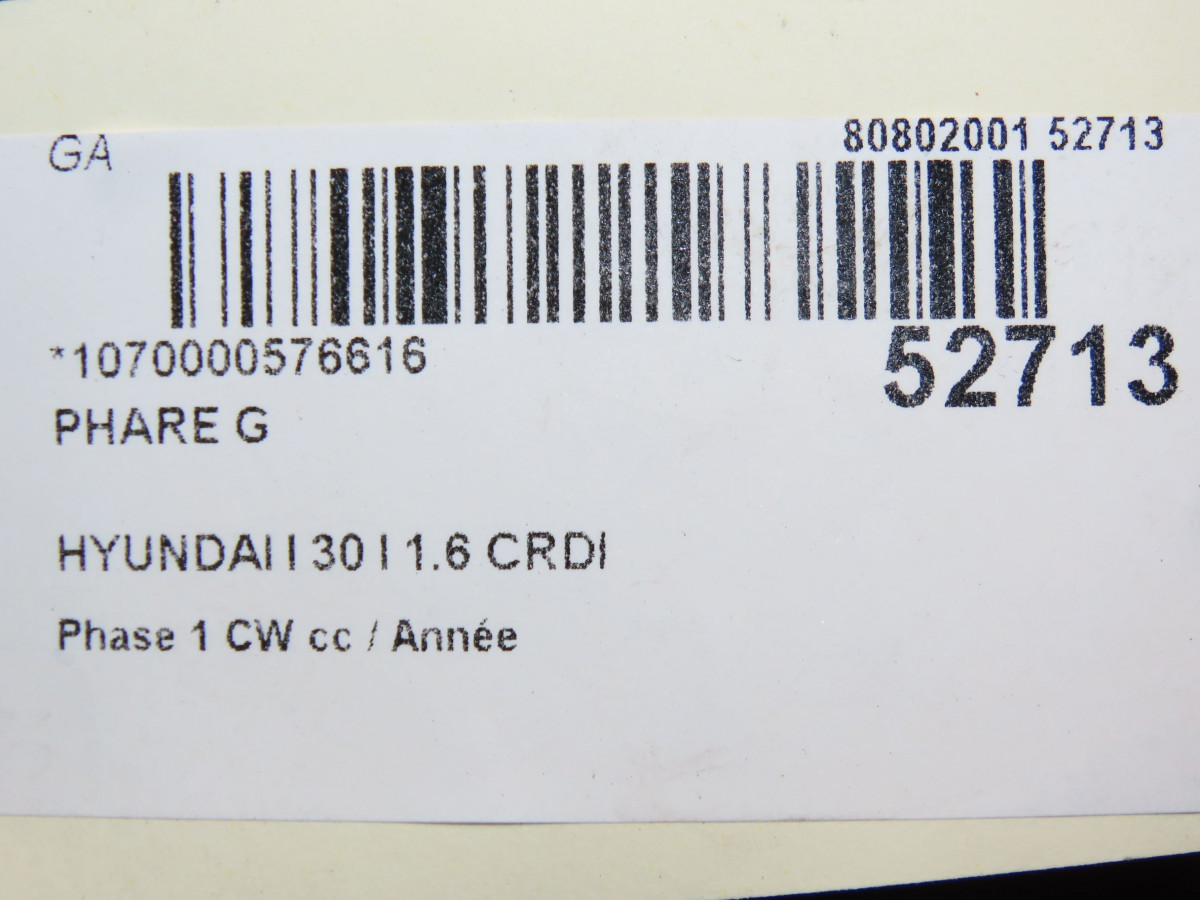 GA
80802001 52713
*1070000576616
52713
PHARE G
HYUNDAI I 30 I 1.6 CRDI
Phase 1 CW cc / Année